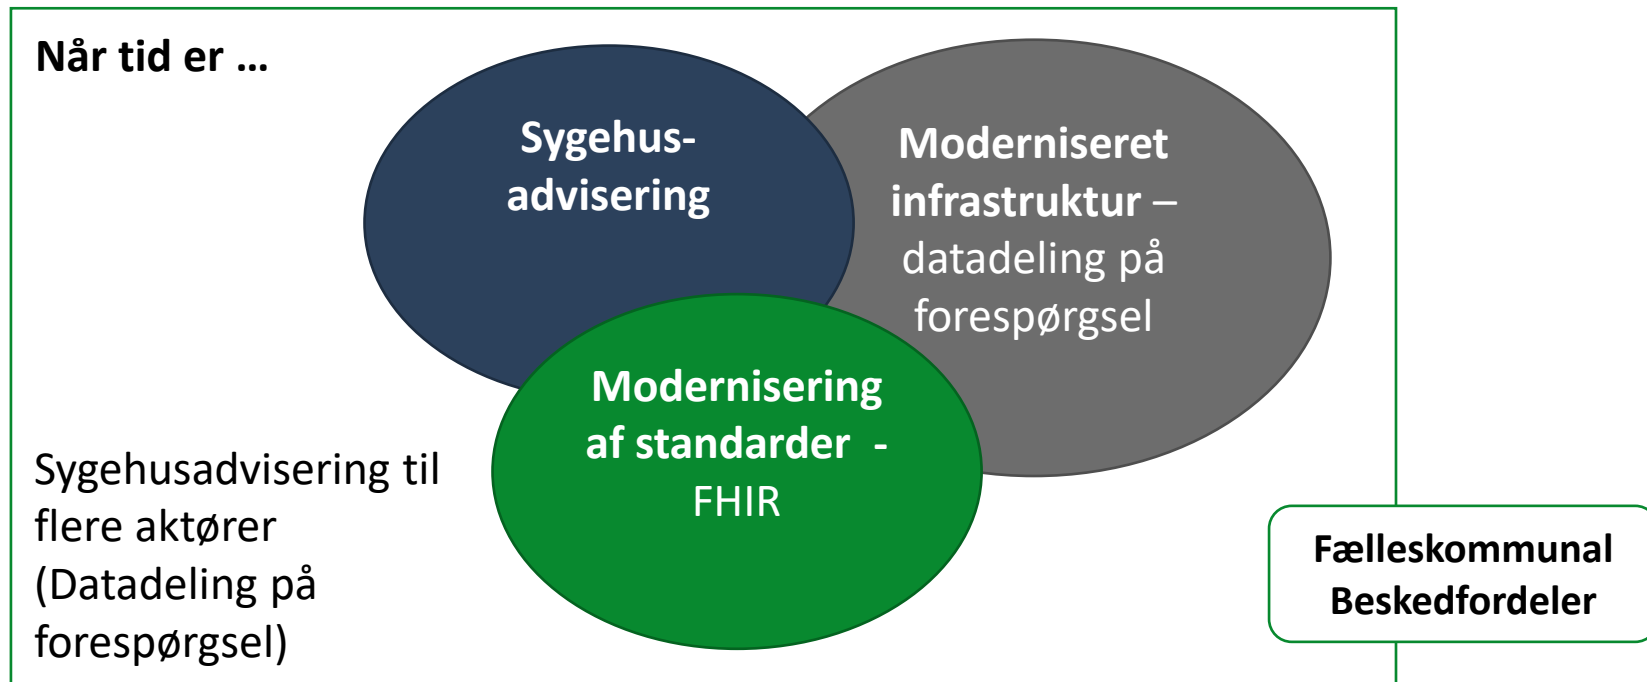 Når tid er ...
Sygehus-
advisering
Moderniseret
infrastruktur –
datadeling på
forespørgsel
Modernisering
af standarder -
FHIR
Sygehusadvisering til
flere aktører
(Datadeling på
forespørgsel)
Fælleskommunal
Beskedfordeler